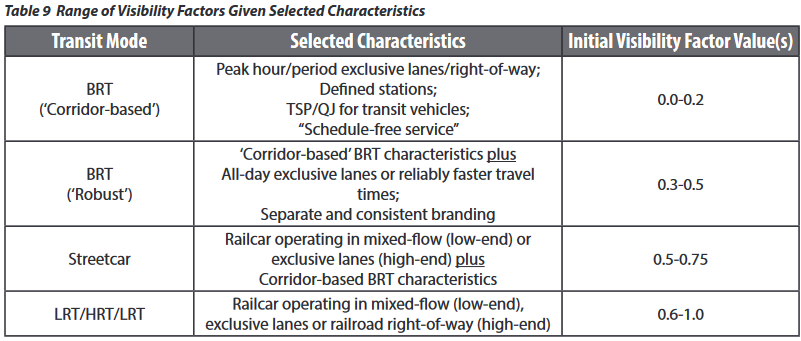 Table 9 Range of Visibility Factors Given Selected Characteristics
Transit Mode Selected Characteristics Initial Visibility Factor Value(s)
BRT
(‘Corridor-based’)
Peak hour/period exclusive lanes/right-of-way;
Defined stations;
TSP/QJ for transit vehicles;
“Schedule-free service”
0.0-0.2
BRT
(‘Robust’)
‘Corridor-based’ BRT characteristics plus
All-day exclusive lanes or reliably faster travel
times;
Separate and consistent branding
0.3-0.5
Streetcar
Railcar operating in mixed-flow (low-end) or
exclusive lanes (high-end) plus
Corridor-based BRT characteristics
0.5-0.75
LRT/HRT/LRT
Railcar operating in mixed-flow (low-end),
exclusive lanes or railroad right-of-way (high-end)
0.6-1.0